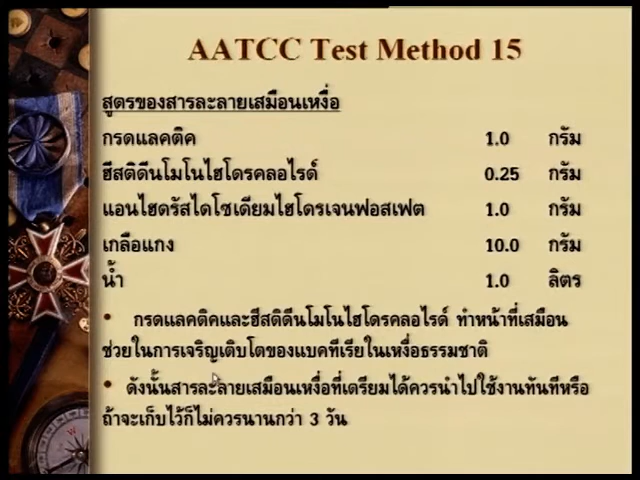 AATCC Test Method 15
สูตรของสารละลายเสมือนเหงื่อ
กรดแลคติค 1.0 กรัม
ฮีสติดีนโมโนไฮโดรคลอไรด์ 0.25 กรัม
แอนไฮดรัสไดโซเดียมไฮโดรเจนฟอสเฟต 1.0 กรัม
เกลือแกง 10.0 กรัม
น้ำ 1.0 ลิตร
• กรดแลคติคและฮีสติดีนโมโนไฮโดรคลอไรด์ ทำหน้าที่เสมือน
ช่วยในการเจริญเติบโตของแบคทีเรียในเหงื่อธรรมชาติ
• ดังนั้นสารละลายเสมือนเหงื่อที่เตรียมได้ควรนำไปใช้งานทันทีหรือ
ถ้าจะเก็บไว้ก็ไม่ควรนานกว่า 3 วัน